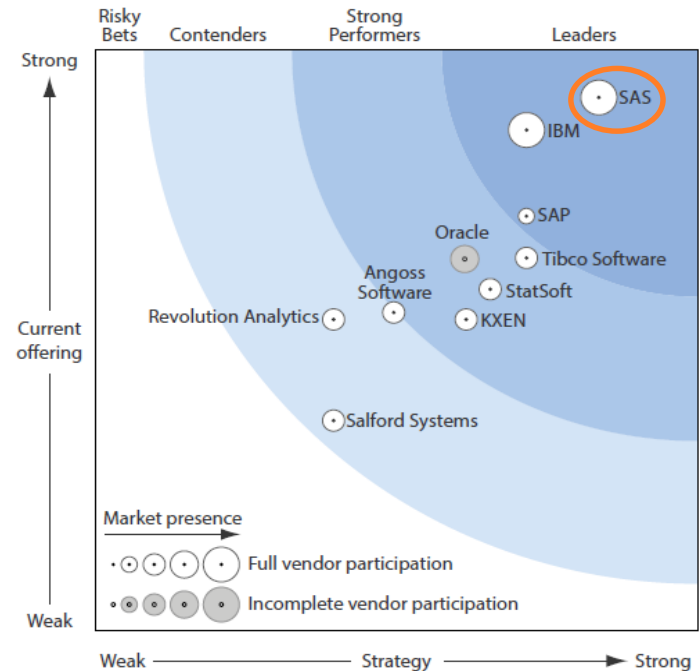 Risky
Bets
Contenders
Strong
Performers
Leaders
Strong
SAS
IBM
SAP
Oracle
Tibco Software
Angoss
Software
StatSoft
Revolution Analytics
KXEN
Current
offering
Salford Systems
Market presence
Full vendor participation
Incomplete vendor participation
Weak
Weak
Strategy
Strong